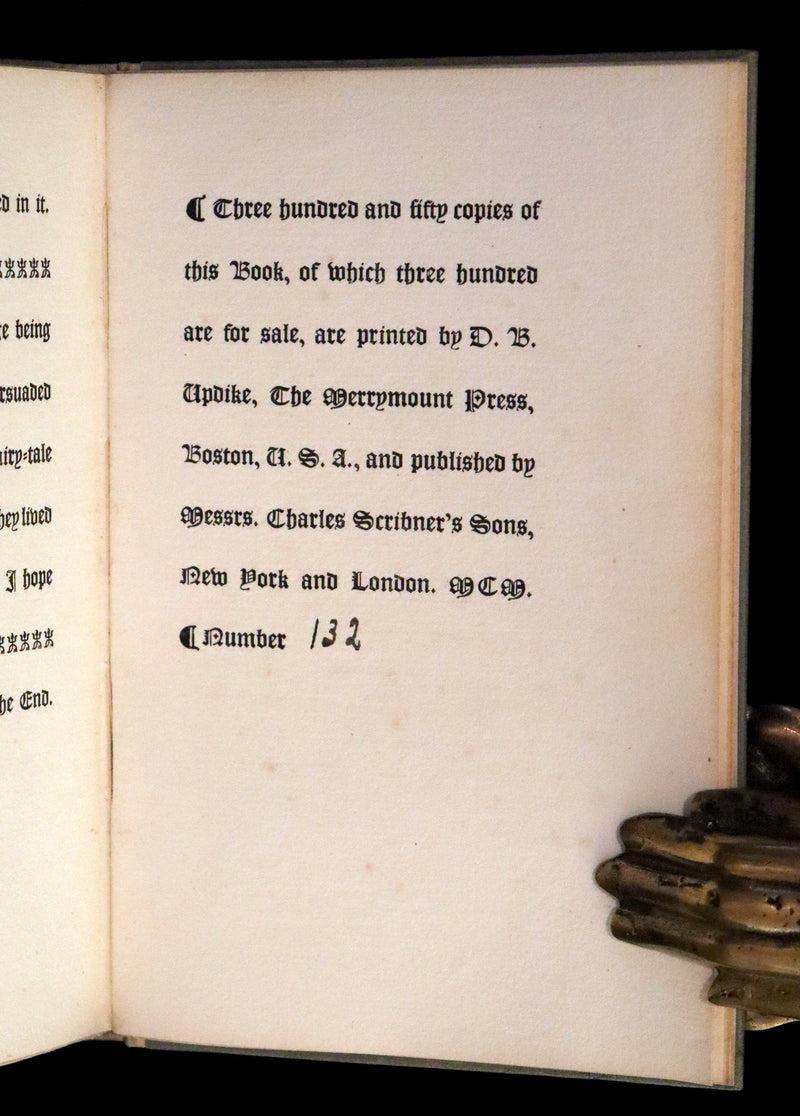 d in it.
e being
rsuaded
airy-tale
hey lived
I hope
he End.
¶ Three hundred and fifty copies of
this Book, of which three hundred
are for sale, are printed by D. B.
Updike, The Merrymount Press,
Boston, U. S. A., and published by
Messrs. Charles Scribner's Sons,
New York and London. MCM.
¶ Number 132